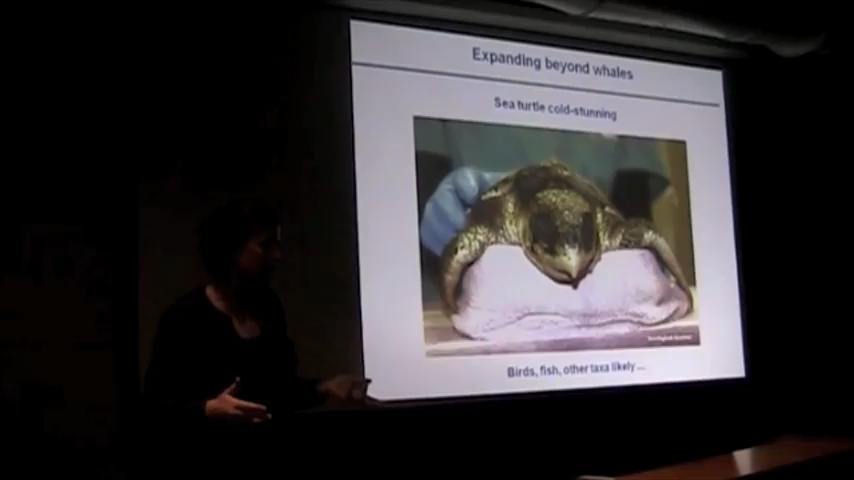 Expanding beyond whales
Sea turtle cold-stunning
Birds, fish, other taxa likely ...